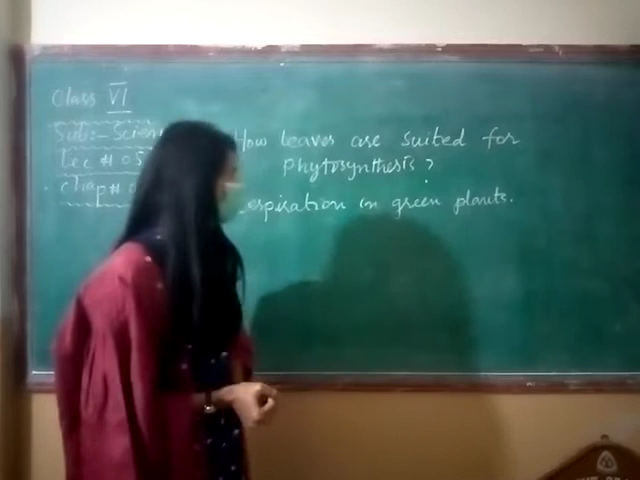 Class VI
Sub:- Scien
How leaves are suited for
Lec # 05
Phytosynthesis?
Chap# 0
espiration in green plants.